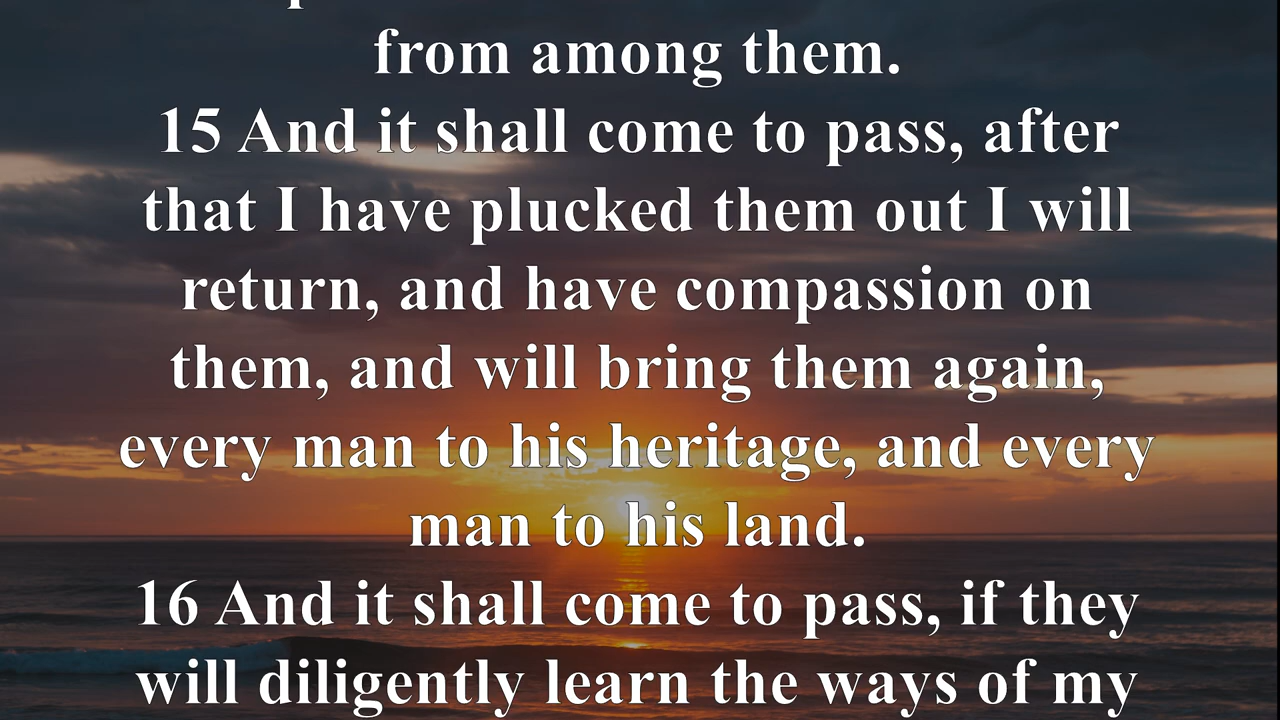 from among them.
15 And it shall come to pass, after
that I have plucked them out I will
return, and have compassion on
them, and will bring them again,
every man to his heritage, and every
man to his land.
16 And it shall come to pass, if they
will diligently learn the ways of my